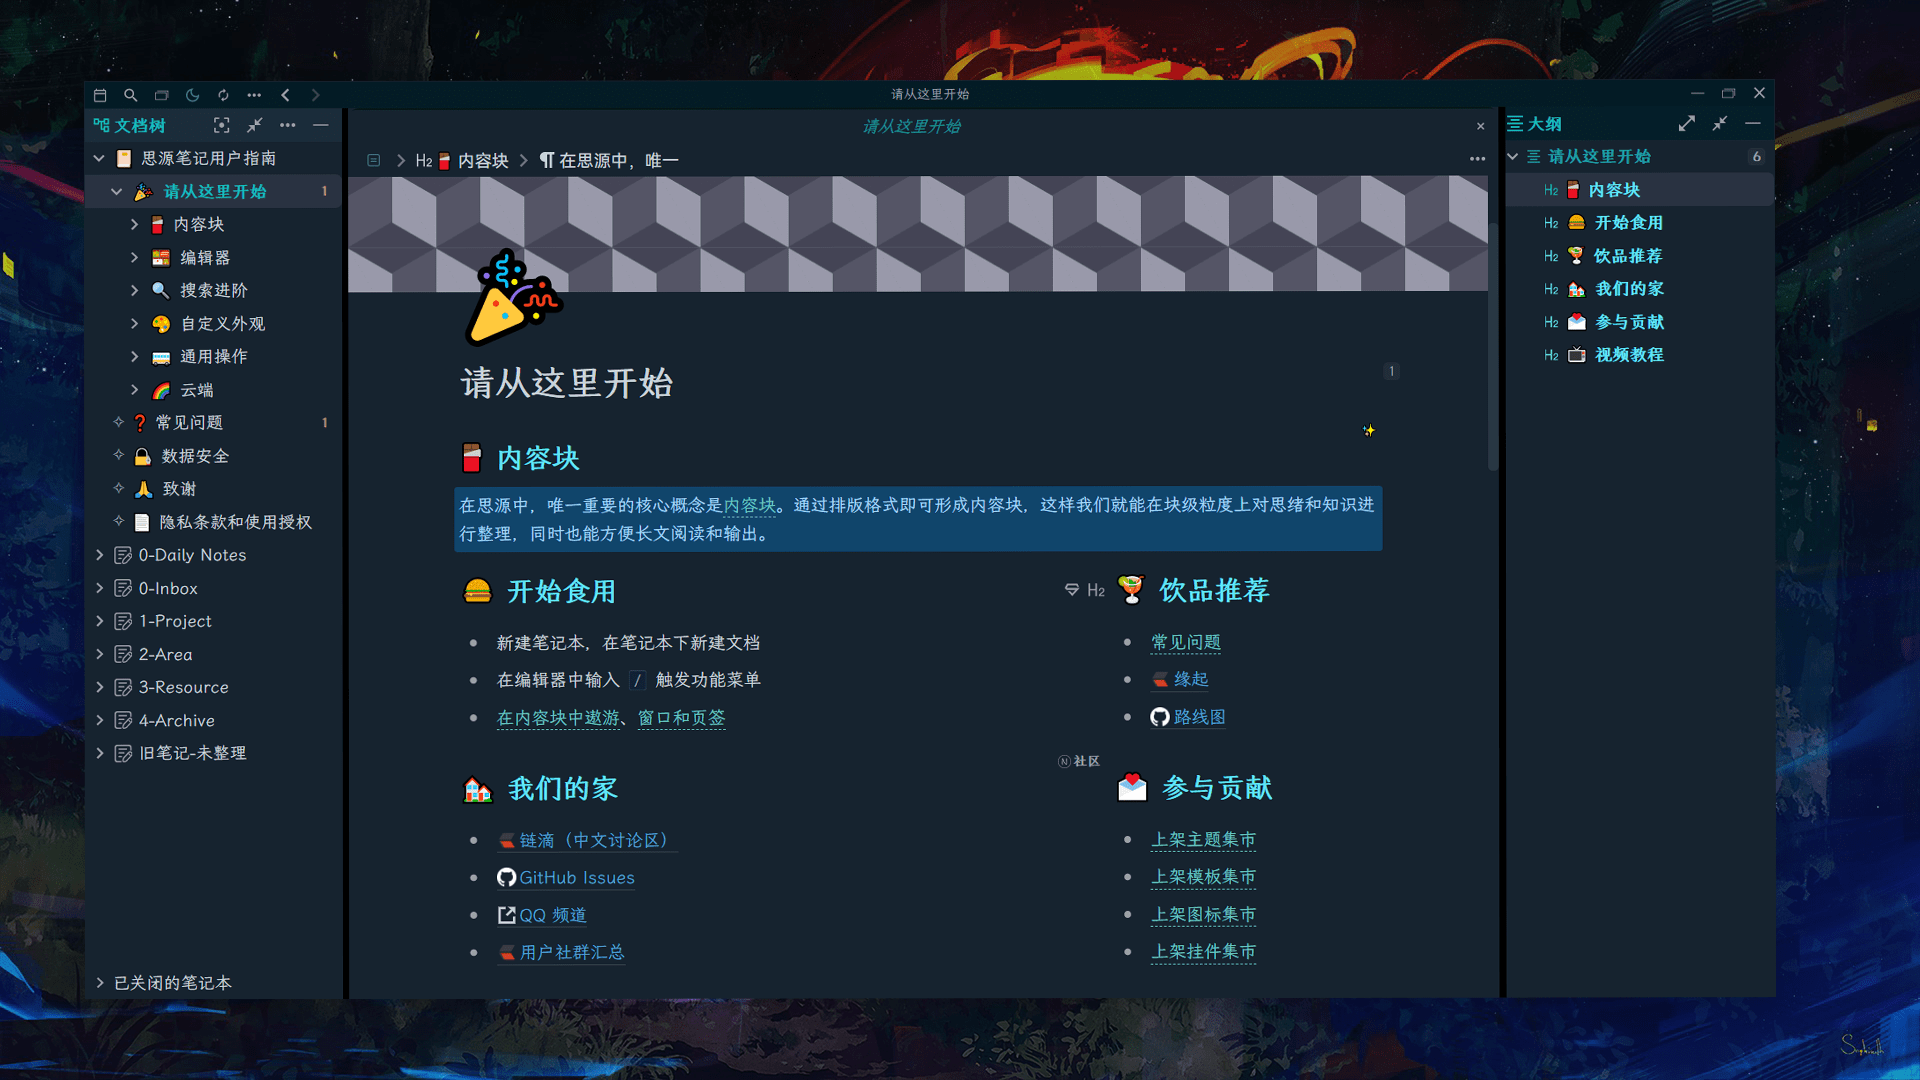 请从这里开始
文档树
思源笔记用户指南
请从这里开始 1
内容块
编辑器
搜索进阶
自定义外观
通用操作
云端
常见问题 1
数据安全
致谢
隐私条款和使用授权
0-Daily Notes
0-Inbox
1-Project
2-Area
3-Resource
4-Archive
旧笔记-未整理
已关闭的笔记本
请从这里开始
H2 内容块 > ¶ 在思源中，唯一
请从这里开始
1
内容块
在思源中，唯一重要的核心概念是内容块。通过排版格式即可形成内容块，这样我们就能在块级粒度上对思绪和知识进
行整理，同时也能方便长文阅读和输出。
开始食用
新建笔记本，在笔记本下新建文档
在编辑器中输入 / 触发功能菜单
在内容块中遨游、窗口和页签
H2 饮品推荐
常见问题
缘起
路线图
我们的家
链滴（中文讨论区）
GitHub Issues
QQ 频道
用户社群汇总
N 社区
参与贡献
上架主题集市
上架模板集市
上架图标集市
上架挂件集市
大纲
请从这里开始 6
H2 内容块
H2 开始食用
H2 饮品推荐
H2 我们的家
H2 参与贡献
H2 视频教程